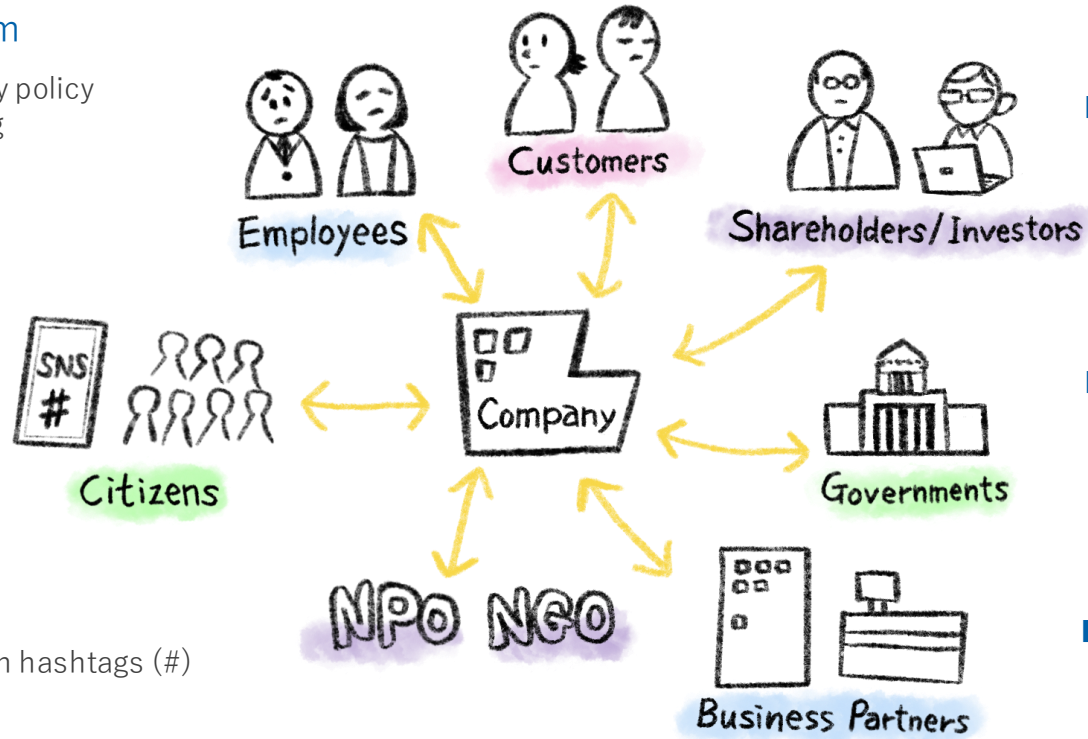 m
y policy
g
Customers
Employees
Shareholders/Investors
SNS
#
Company
Citizens
Governments
NPO NGO
n hashtags (#)
Business Partners